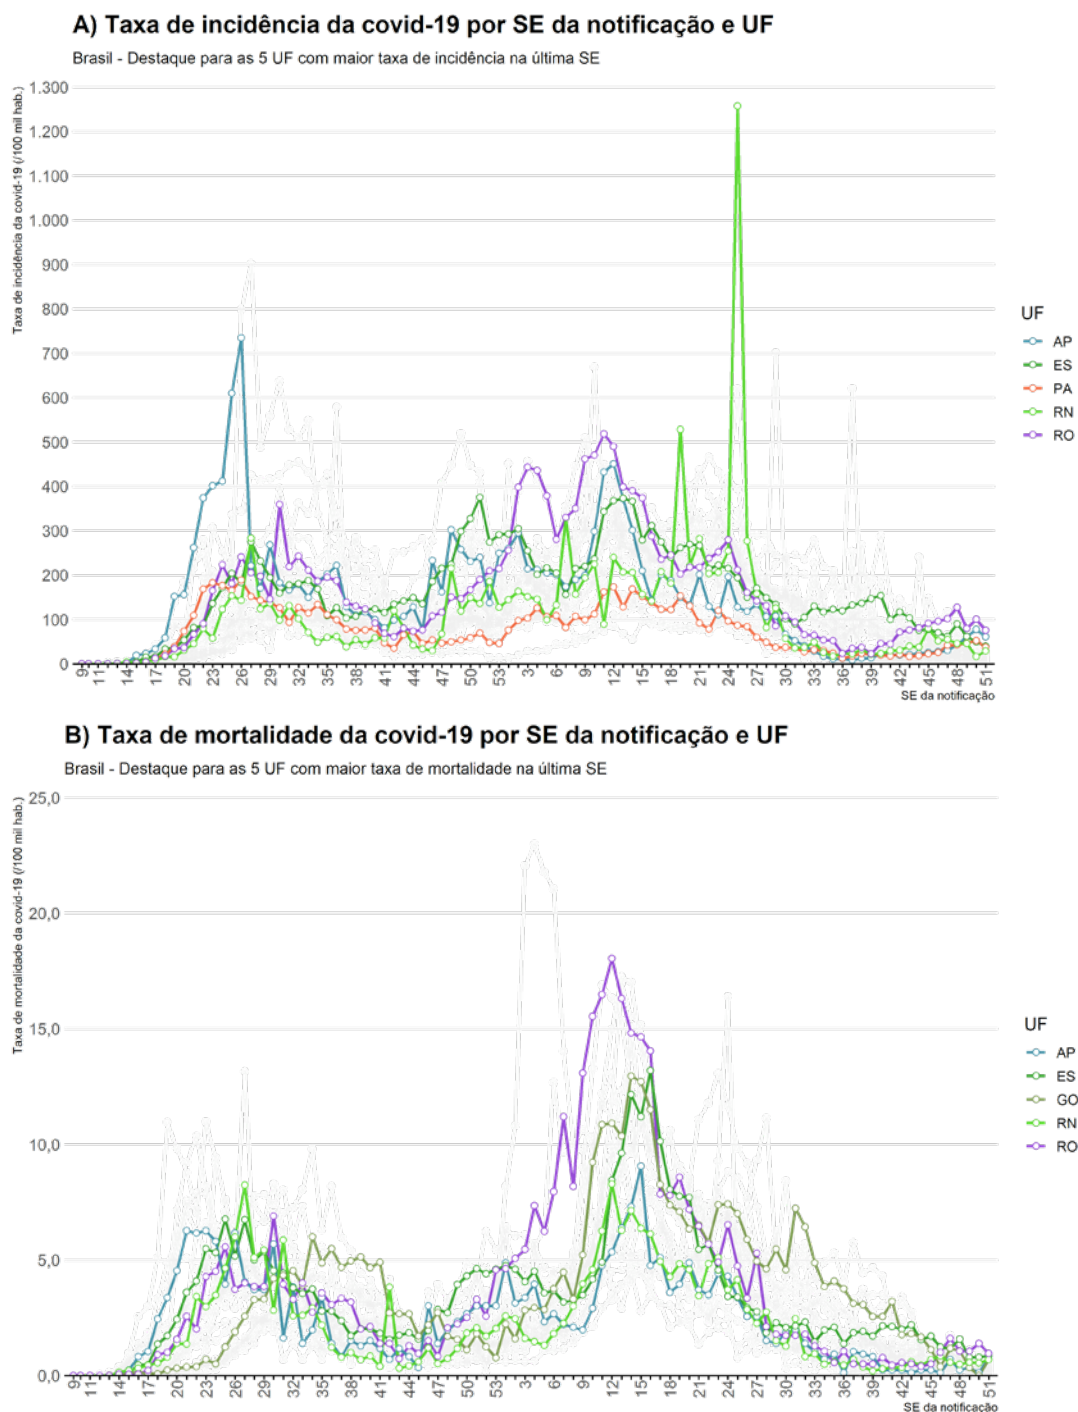 A) Taxa de incidência da covid-19 por SE da notificação e UF
Brasil - Destaque para as 5 UF com maior taxa de incidência na última SE
Taxa de incidência da covid-19 (/100 mil hab.)
1.300
1.200
1.100
1.000
900
800
700
600
500
400
300
200
100
0
9 11 14 17 20 23 26 29 32 35 38 41 44 47 50 53 3 6 9 12 15 18 21 24 27 30 33 36 39 42 45 48 51
SE da notificação
UF
AP
ES
PA
RN
RO
B) Taxa de mortalidade da covid-19 por SE da notificação e UF
Brasil - Destaque para as 5 UF com maior taxa de mortalidade na última SE
Taxa de mortalidade da covid-19 (/100 mil hab.)
25,0
20,0
15,0
10,0
5,0
0,0
9 11 14 17 20 23 26 29 32 35 38 41 44 47 50 53 3 6 9 12 15 18 21 24 27 30 33 36 39 42 45 48 51
SE da notificação
UF
AP
ES
GO
RN
RO